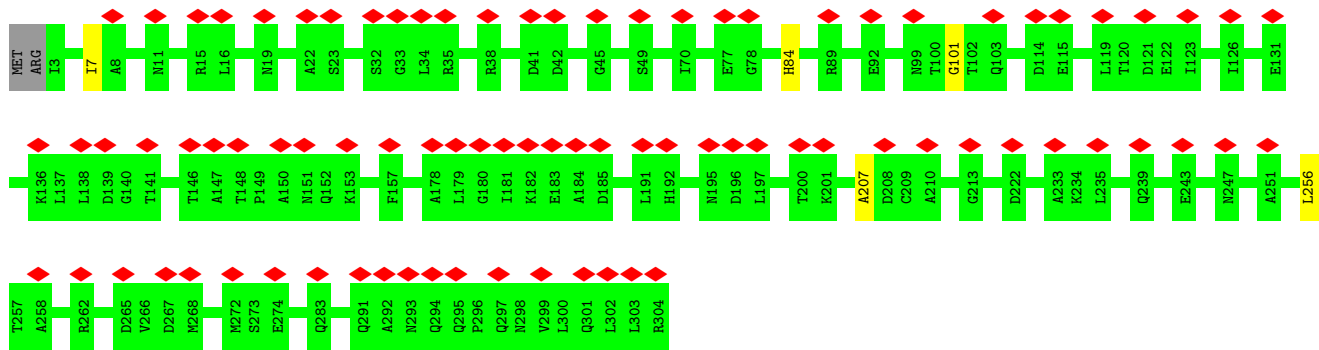 MET ARG I3 I7 A8 N11 R15 L16 N19 A22 S23 S32 G33 L34 R35 R38 D41 D42 G45 S49 I70 E77 G78 H84 R89 E92 N99 T100 G101 T102 Q103 D114 E115 L119 T120 D121 E122 I123 I126 E131
K136 L137 L138 D139 G140 T141 T146 A147 T148 P149 A150 N151 Q152 K153 F157 A178 L179 G180 I181 K182 E183 A184 D185 L191 H192 N195 D196 L197 T200 K201 A207 D208 C209 A210 G213 D222 A233 K234 L235 Q239 E243 N247 A251 L256
T257 A258 R262 D265 V266 D267 M268 M272 S273 E274 Q283 Q291 A292 N293 Q294 Q295 P296 Q297 N298 V299 L300 Q301 L302 L303 R304